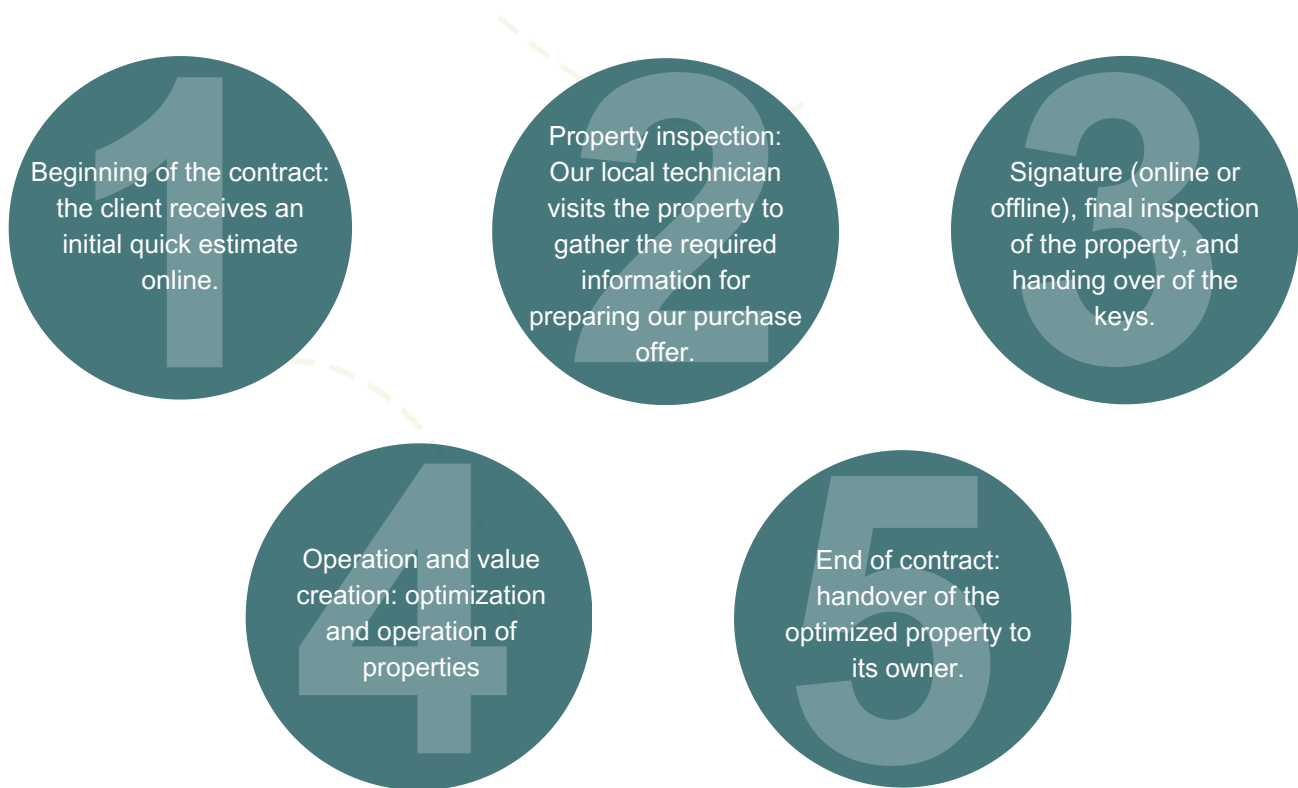 1
Beginning of the contract:
the client receives an
initial quick estimate
online.
2
Property inspection:
Our local technician
visits the property to
gather the required
information for
preparing our purchase
offer.
3
Signature (online or
offline), final inspection
of the property, and
handing over of the
keys.
4
Operation and value
creation: optimization
and operation of
properties
5
End of contract:
handover of the
optimized property to
its owner.